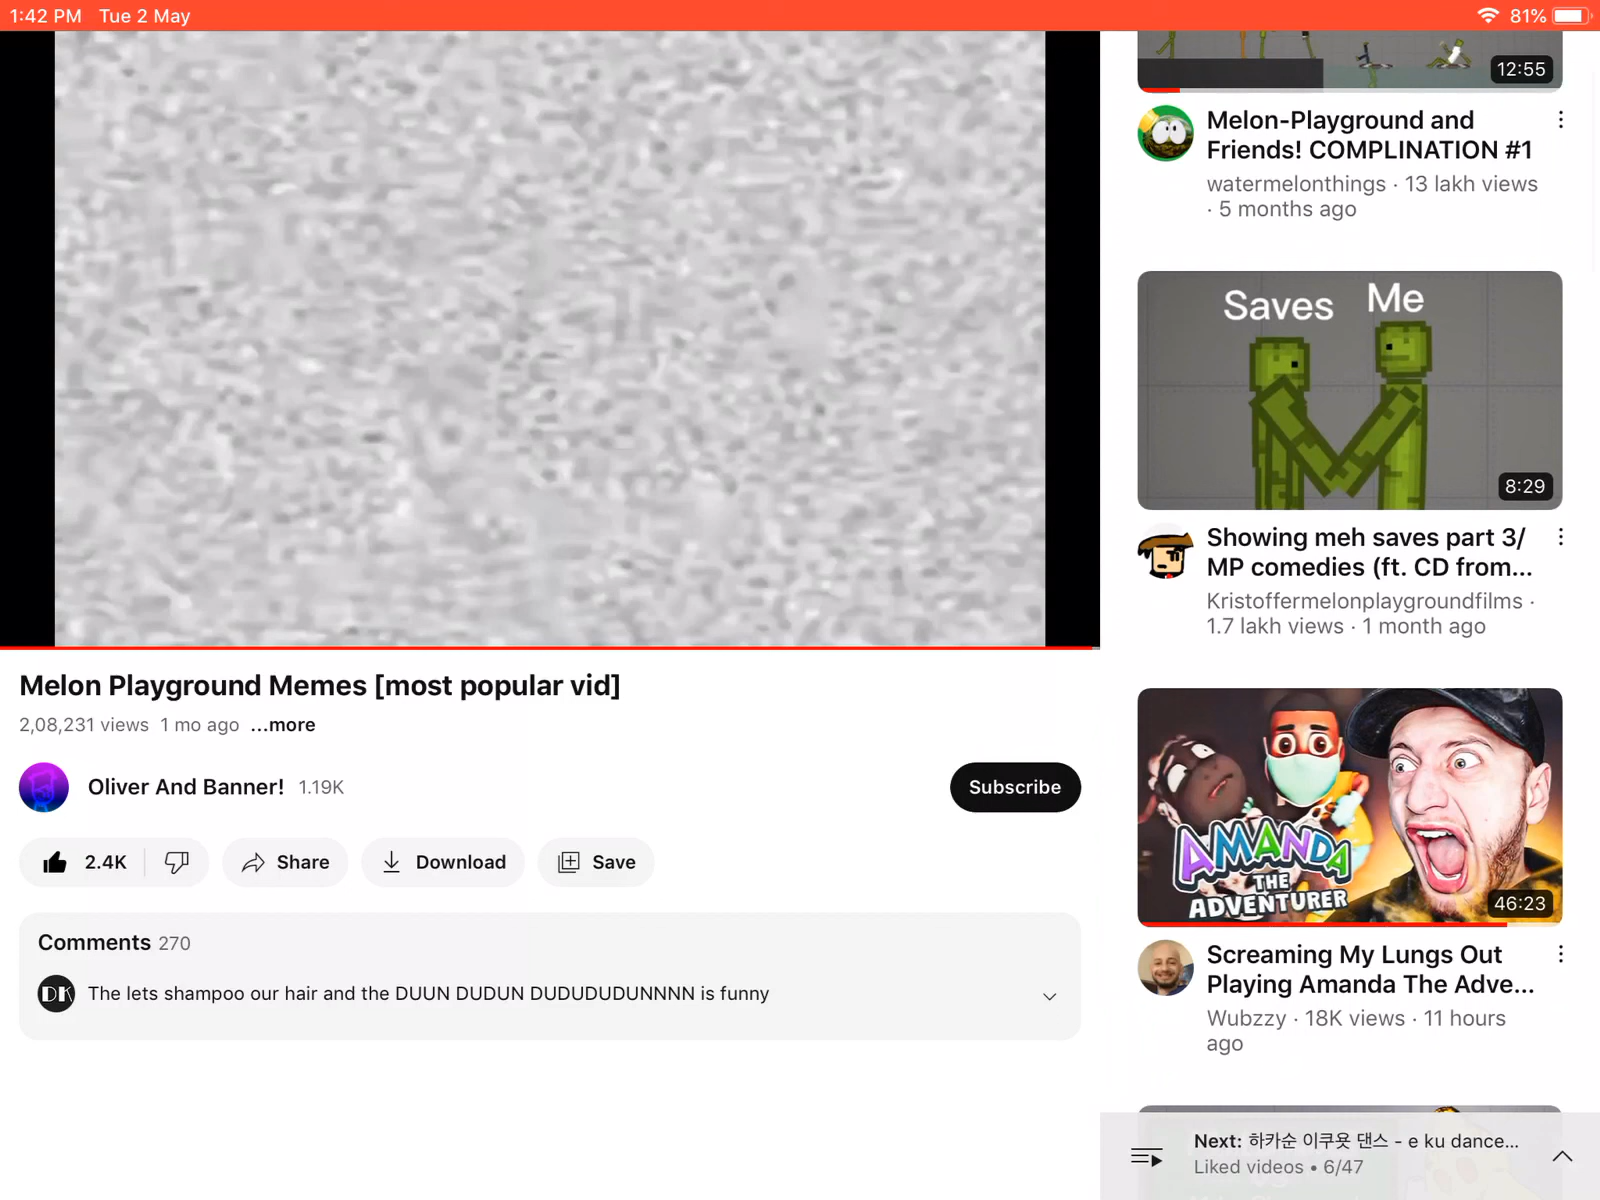 1:42 PM Tue 2 May
81%
Melon Playground Memes [most popular vid]
2,08,231 views 1 mo ago ...more
Oliver And Banner! 1.19K
Subscribe
2.4K
Share
Download
Save
Comments 270
DK
The lets shampoo our hair and the DUUN DUDUN DUDUDUDUNNNN is funny
12:55
Melon-Playground and
Friends! COMPLINATION #1
watermelonthings · 13 lakh views
· 5 months ago
Saves Me
8:29
Showing meh saves part 3/
MP comedies (ft. CD from...
Kristoffermelonplaygroundfilms ·
1.7 lakh views · 1 month ago
AMANDA
THE
ADVENTURER
46:23
Screaming My Lungs Out
Playing Amanda The Adve...
Wubzzy · 18K views · 11 hours
ago
Next: 하카순 이쿠욧 댄스 - e ku dance...
Liked videos • 6/47